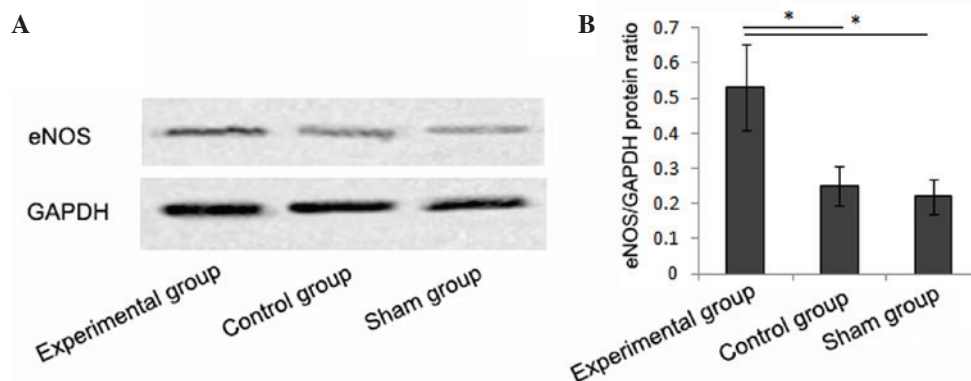 A
eNOS
GAPDH
Experimental group
Control group
Sham group
B
*
*
eNOS/GAPDH protein ratio
0.7
0.6
0.5
0.4
0.3
0.2
0.1
0
Experimental group
Control group
Sham group